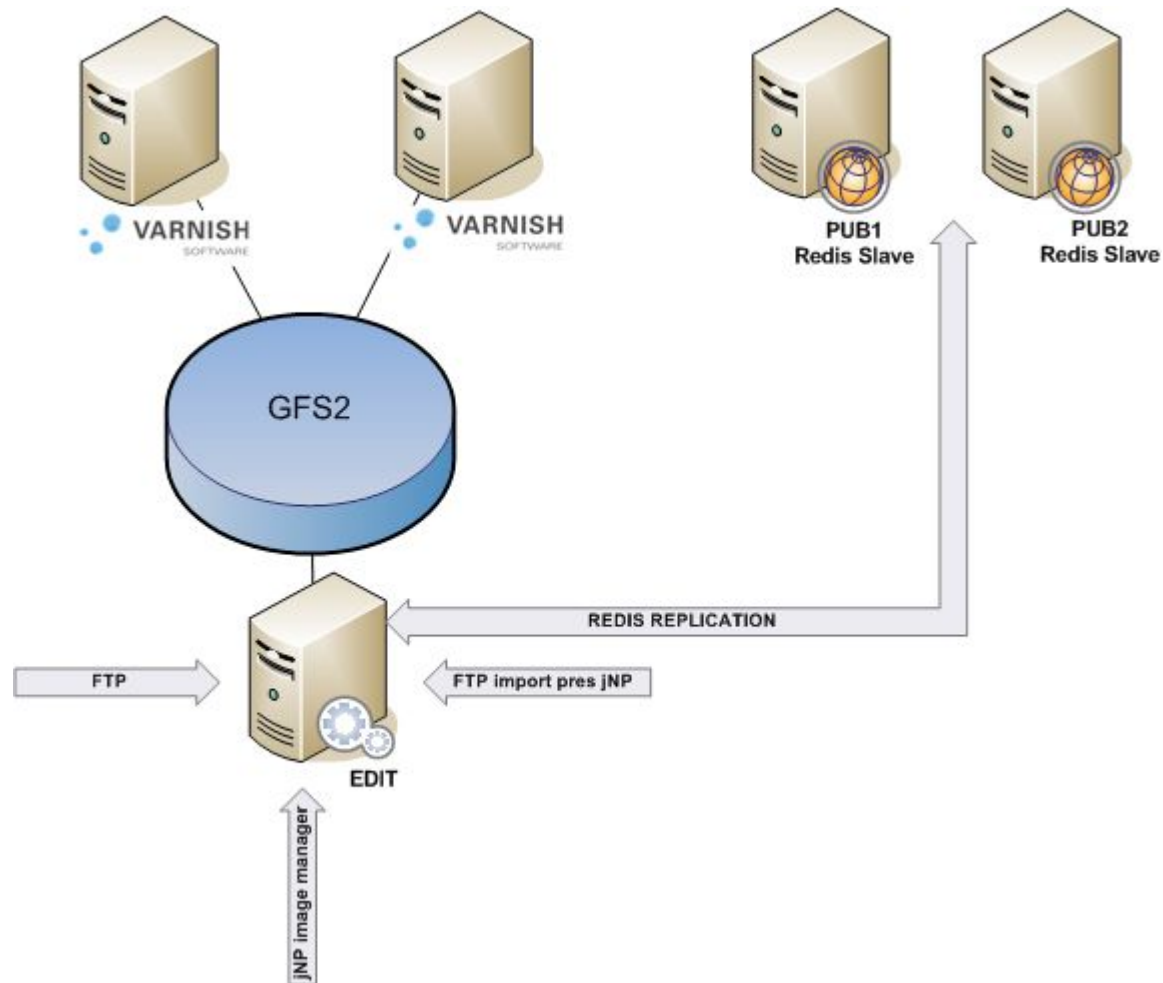 VARNISH
SOFTWARE
VARNISH
SOFTWARE
PUB1
Redis Slave
PUB2
Redis Slave
GFS2
REDIS REPLICATION
FTP
FTP import pres jNP
EDIT
jNP image manager